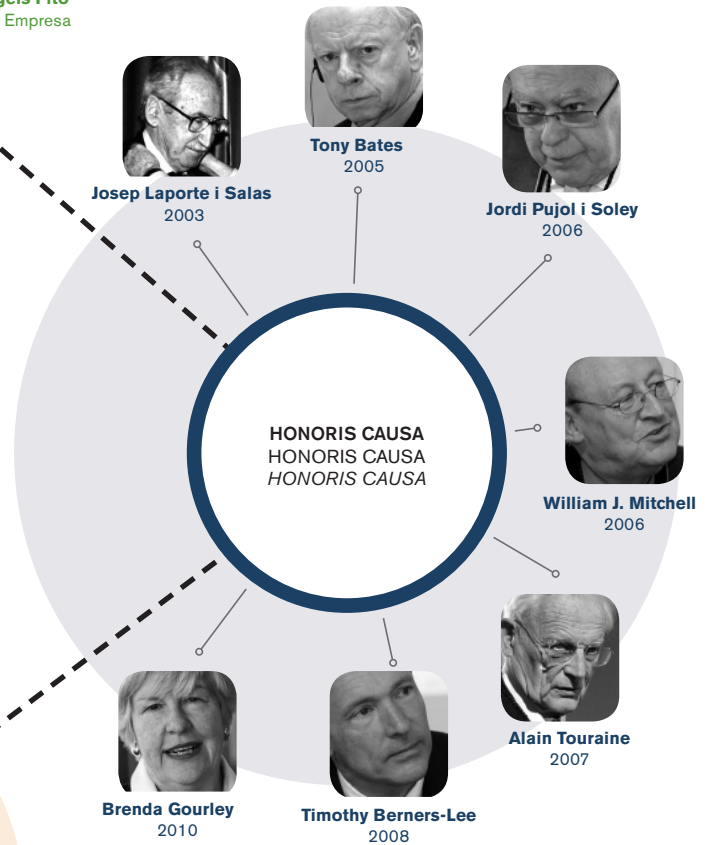 Empresa
Tony Bates
2005
Josep Laporte i Salas
2003
Jordi Pujol i Soley
2006
HONORIS CAUSA
HONORIS CAUSA
HONORIS CAUSA
William J. Mitchell
2006
Alain Touraine
2007
Brenda Gourley
2010
Timothy Berners-Lee
2008